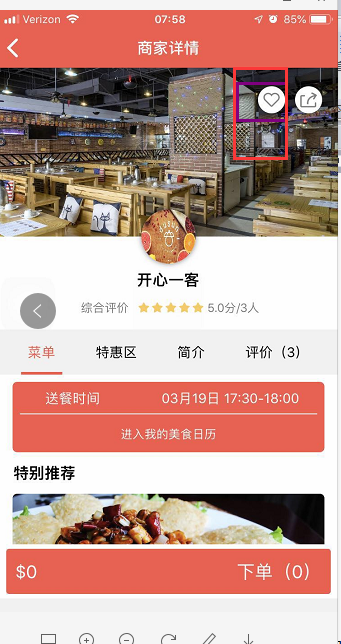 Verizon 07:58 85%
商家详情
开心一客
综合评价 5.0分/3人
菜单 特惠区 简介 评价（3）
送餐时间 03月19日 17:30-18:00
进入我的美食日历
特别推荐
$0 下单（0）